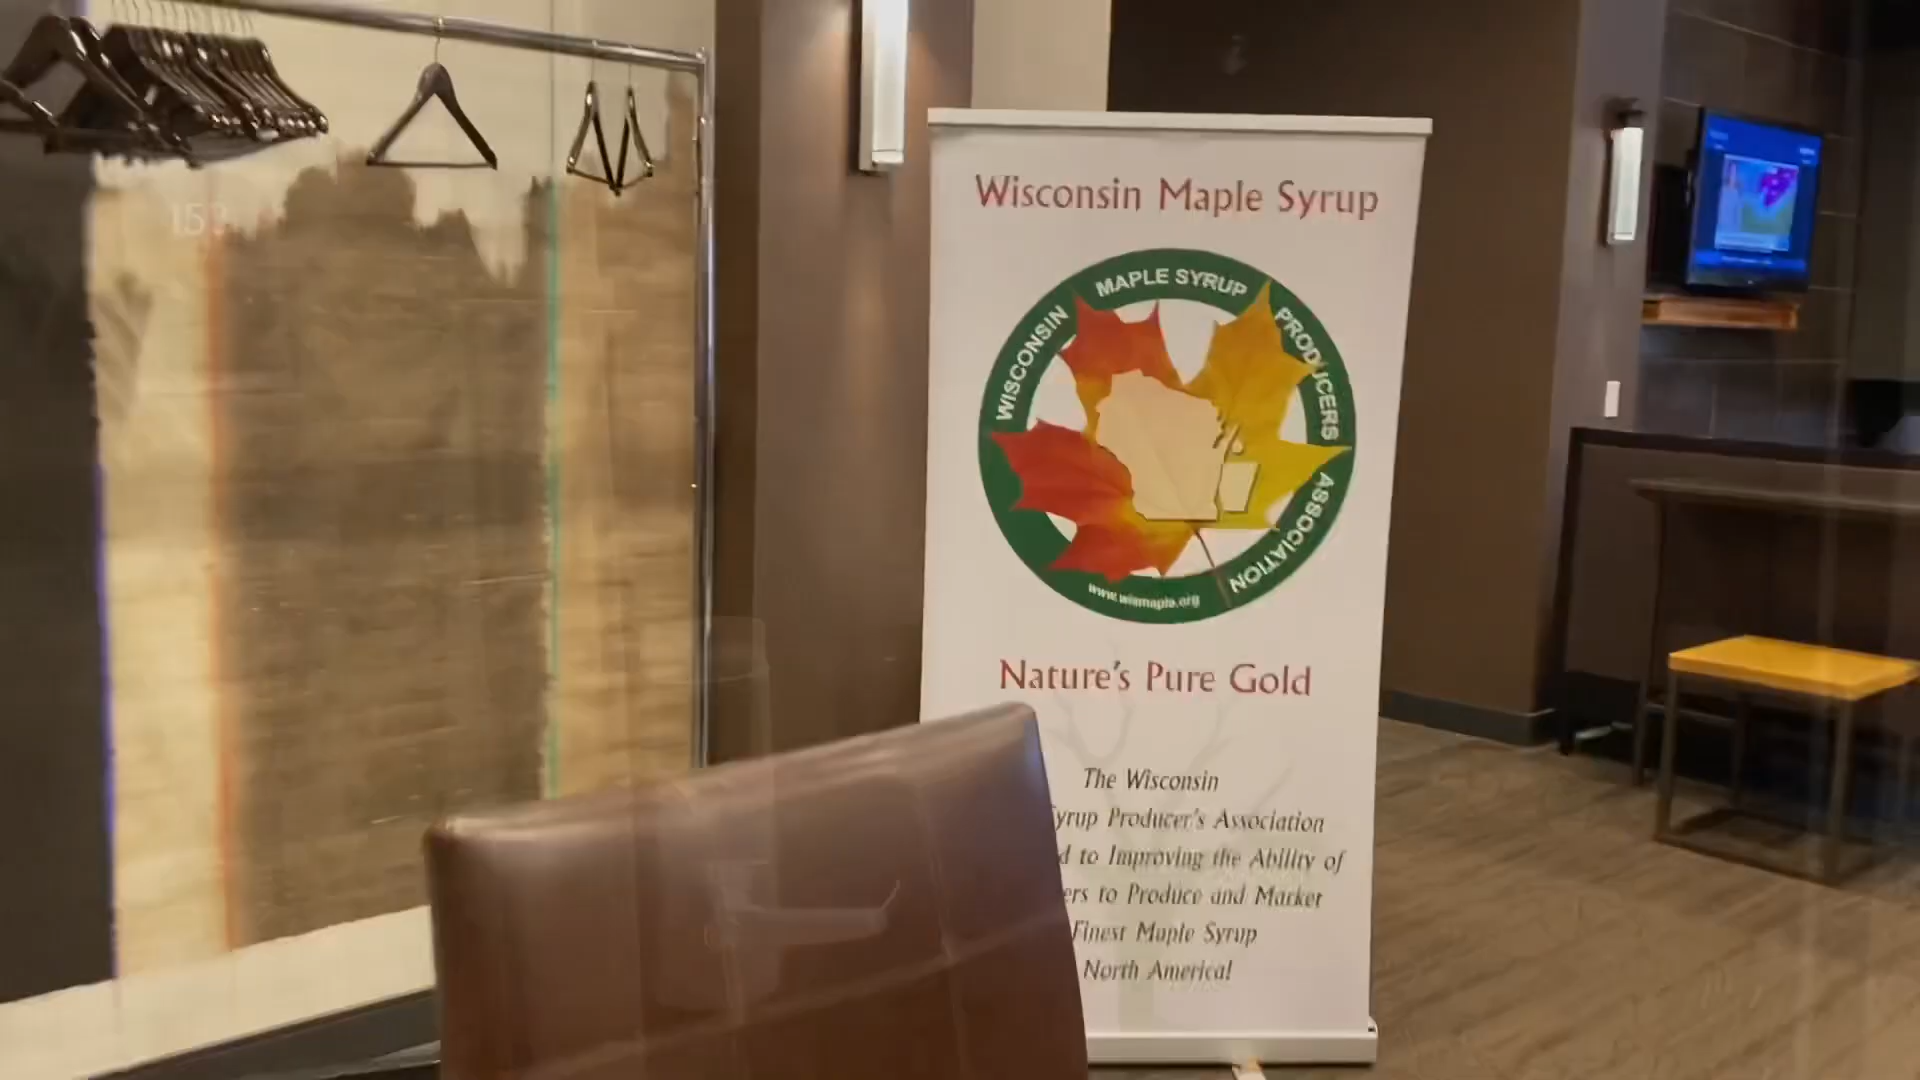 Wisconsin Maple Syrup
WISCONSIN MAPLE SYRUP PRODUCERS ASSOCIATION
www.wismaple.org
Nature's Pure Gold
The Wisconsin
Syrup Producer's Association
d to Improving the Ability of
ers to Produce and Market
Finest Maple Syrup
North America!